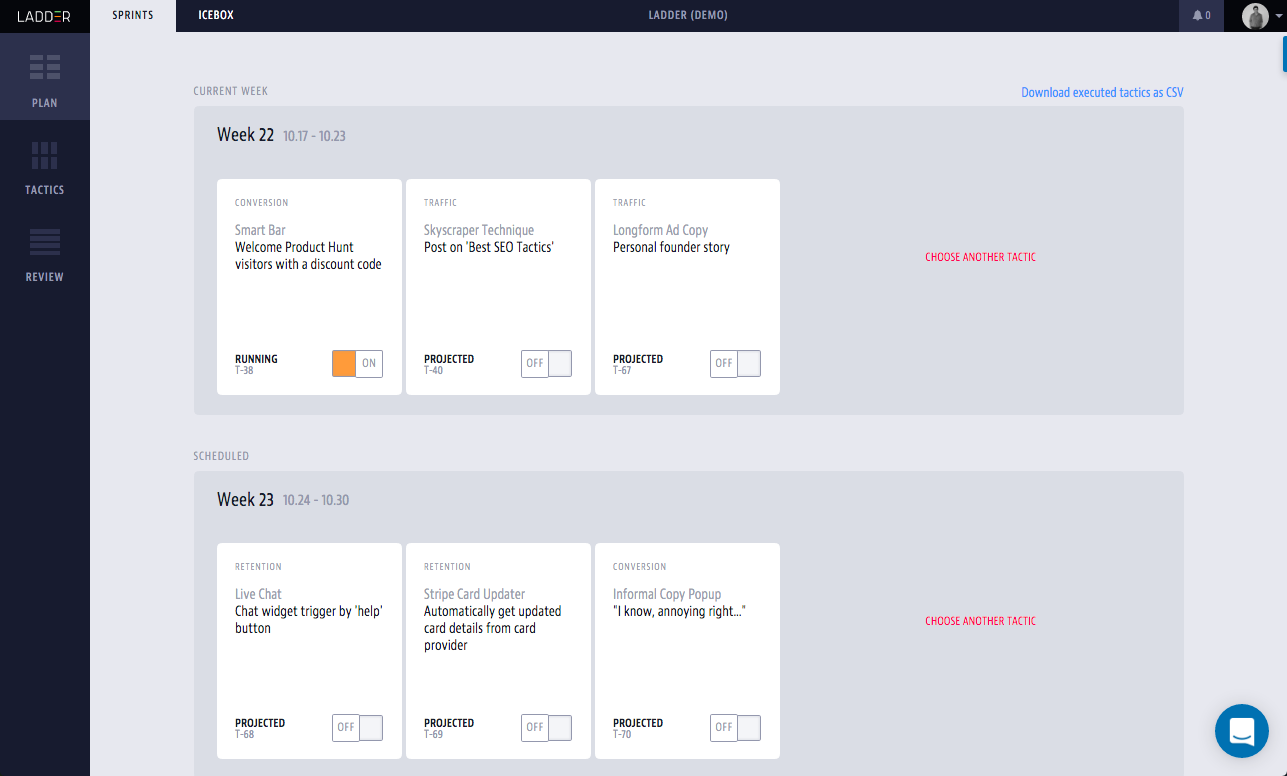 LADDER
SPRINTS
ICEBOX
LADDER (DEMO)
0
PLAN
TACTICS
REVIEW
CURRENT WEEK
Download executed tactics as CSV
Week 22 10.17 - 10.23
CONVERSION
Smart Bar
Welcome Product Hunt
visitors with a discount code
RUNNING
T-38
ON
TRAFFIC
Skyscraper Technique
Post on 'Best SEO Tactics'
PROJECTED
T-40
OFF
TRAFFIC
Longform Ad Copy
Personal founder story
PROJECTED
T-67
OFF
CHOOSE ANOTHER TACTIC
SCHEDULED
Week 23 10.24 - 10.30
RETENTION
Live Chat
Chat widget trigger by 'help'
button
PROJECTED
T-68
OFF
RETENTION
Stripe Card Updater
Automatically get updated
card details from card
provider
PROJECTED
T-69
OFF
CONVERSION
Informal Copy Popup
"I know, annoying right..."
PROJECTED
T-70
OFF
CHOOSE ANOTHER TACTIC